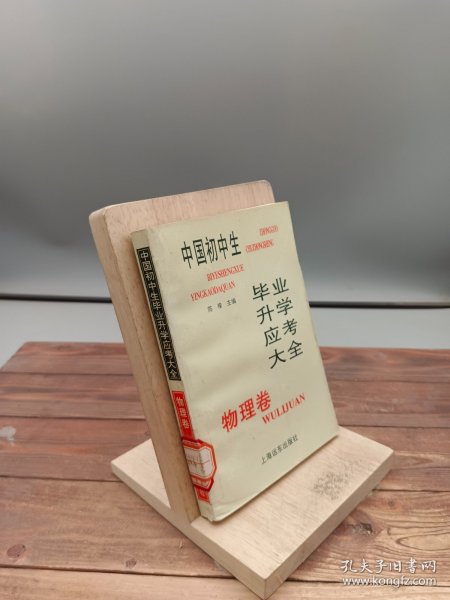 中国初中生
ZHONGGUO
CHUZHONGSHENG
BIYESHENGXUE
YINGKAODAQUAN
主编
毕业
升学
应考
大全
物理卷
WULIJUAN
上海远东出版社
中国初中生毕业升学应考大全
物理卷
孔夫子旧书网
www.kongfz.com